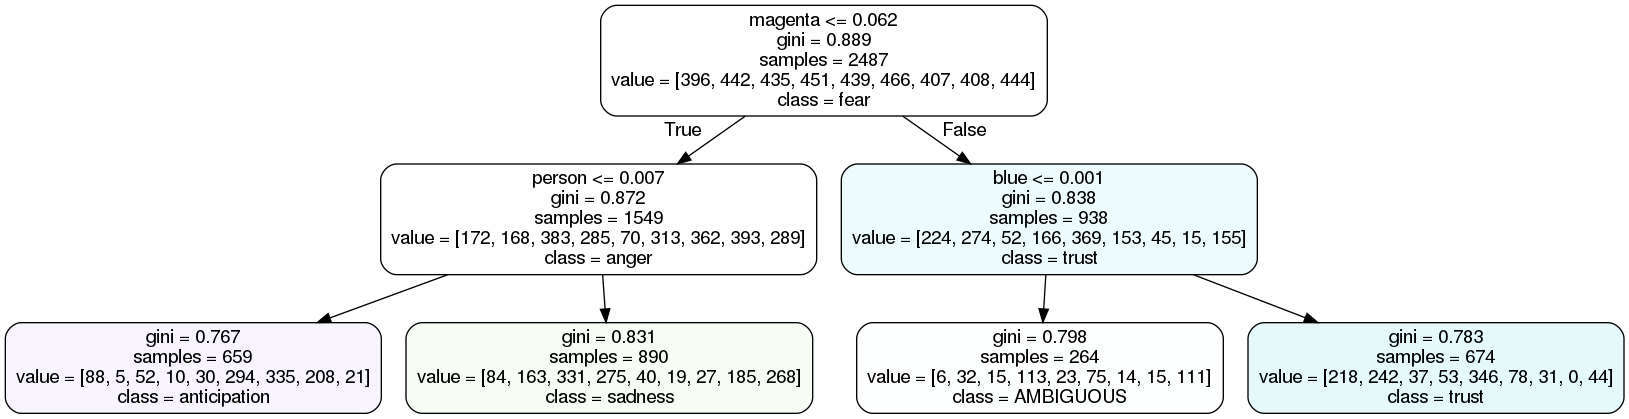 magenta <= 0.062
gini = 0.889
samples = 2487
value = [396, 442, 435, 451, 439, 466, 407, 408, 444]
class = fear
True
False
person <= 0.007
gini = 0.872
samples = 1549
value = [172, 168, 383, 285, 70, 313, 362, 393, 289]
class = anger
blue <= 0.001
gini = 0.838
samples = 938
value = [224, 274, 52, 166, 369, 153, 45, 15, 155]
class = trust
gini = 0.767
samples = 659
value = [88, 5, 52, 10, 30, 294, 335, 208, 21]
class = anticipation
gini = 0.831
samples = 890
value = [84, 163, 331, 275, 40, 19, 27, 185, 268]
class = sadness
gini = 0.798
samples = 264
value = [6, 32, 15, 113, 23, 75, 14, 15, 111]
class = AMBIGUOUS
gini = 0.783
samples = 674
value = [218, 242, 37, 53, 346, 78, 31, 0, 44]
class = trust